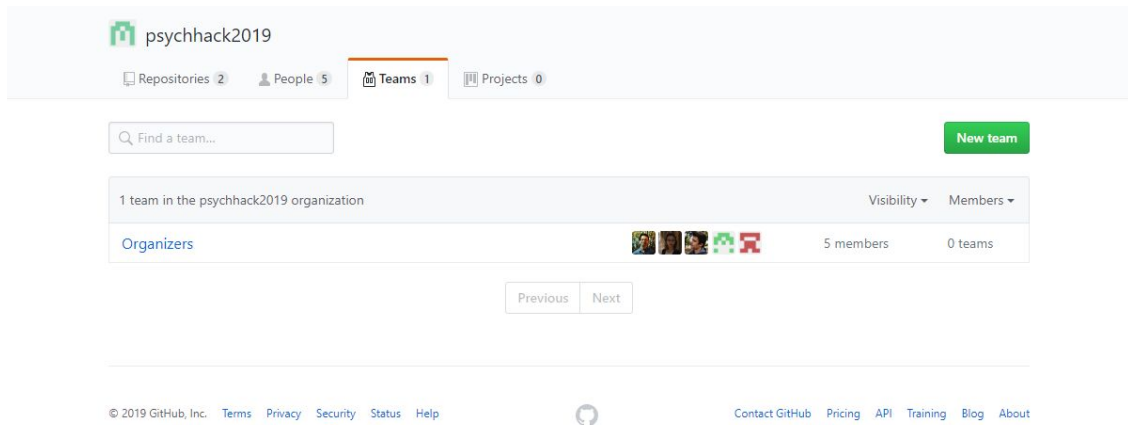 psychhack2019
Repositories 2 People 5 Teams 1 Projects 0
Find a team... New team
1 team in the psychhack2019 organization Visibility Members
Organizers 5 members 0 teams
Previous Next
© 2019 GitHub, Inc. Terms Privacy Security Status Help Contact GitHub Pricing API Training Blog About